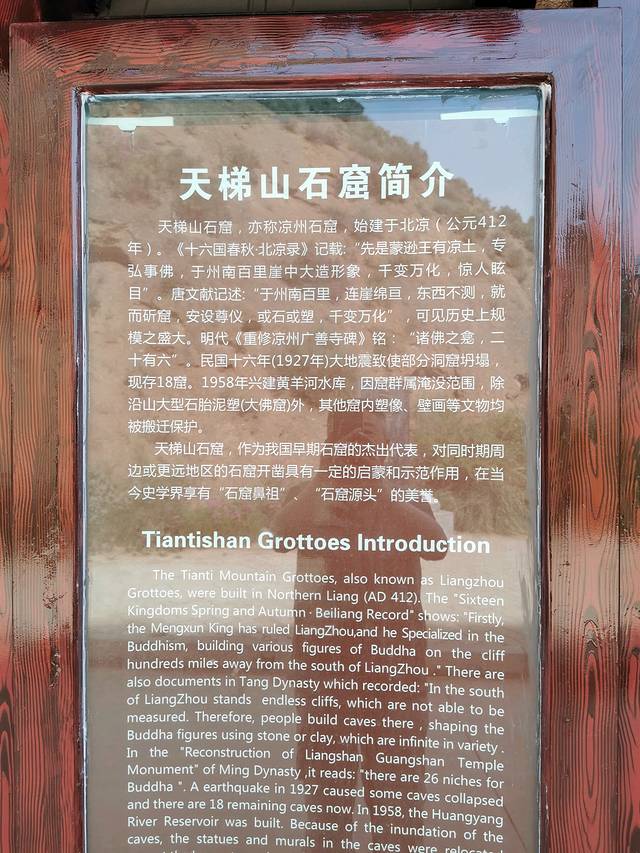 天梯山石窟简介
天梯山石窟，亦称凉州石窟，始建于北凉（公元412
年）。《十六国春秋·北凉录》记载：“先是蒙逊王有凉土，专
弘事佛，于州南百里崖中大造形象，千变万化，惊人眩
目”。唐文献记述：“于州南百里，连崖绵亘，东西不测，就
而斫窟，安设尊仪，或石或塑，千变万化”，可见历史上规
模之盛大。明代《重修凉州广善寺碑》铭：“诸佛之龛，二
十有六”。民国十六年(1927年)大地震致使部分洞窟坍塌，
现存18窟。1958年兴建黄羊河水库，因窟群属淹没范围，除
沿山大型石胎泥塑(大佛窟)外，其他窟内塑像、壁画等文物均
被搬迁保护。
天梯山石窟，作为我国早期石窟的杰出代表，对同时期周
边或更远地区的石窟开凿具有一定的启蒙和示范作用，在当
今史学界享有“石窟鼻祖”、“石窟源头”的美誉。
Tiantishan Grottoes Introduction
The Tianti Mountain Grottoes, also known as Liangzhou
Grottoes, were built in Northern Liang (AD 412). The "Sixteen
Kingdoms Spring and Autumn · Beiliang Record" shows: "Firstly,
the Mengxun King has ruled LiangZhou,and he Specialized in the
Buddhism, building various figures of Buddha on the cliff
hundreds miles away from the south of LiangZhou ." There are
also documents in Tang Dynasty which recorded: "In the south
of LiangZhou stands endless cliffs, which are not able to be
measured. Therefore, people build caves there , shaping the
Buddha figures using stone or clay, which are infinite in variety .
In the "Reconstruction of Liangshan Guangshan Temple
Monument" of Ming Dynasty ,it reads: "there are 26 niches for
Buddha ". A earthquake in 1927 caused some caves collapsed
and there are 18 remaining caves now. In 1958, the Huangyang
River Reservoir was built. Because of the inundation of the
caves, the statues and murals in the caves were relocated